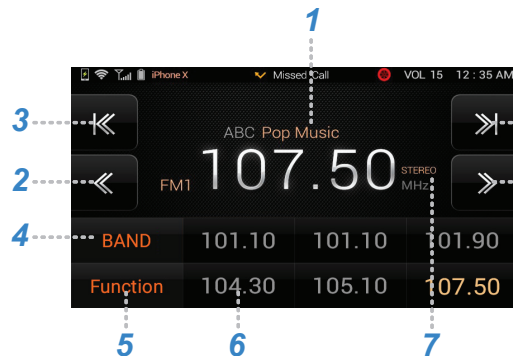 1
iPhone X Missed Call VOL 15 12 : 35 AM
3
ABC Pop Music
2 FM1 107.50 STEREO MHz
4 BAND 101.10 101.10 101.90
Function 104.30 105.10 107.50
5 6 7